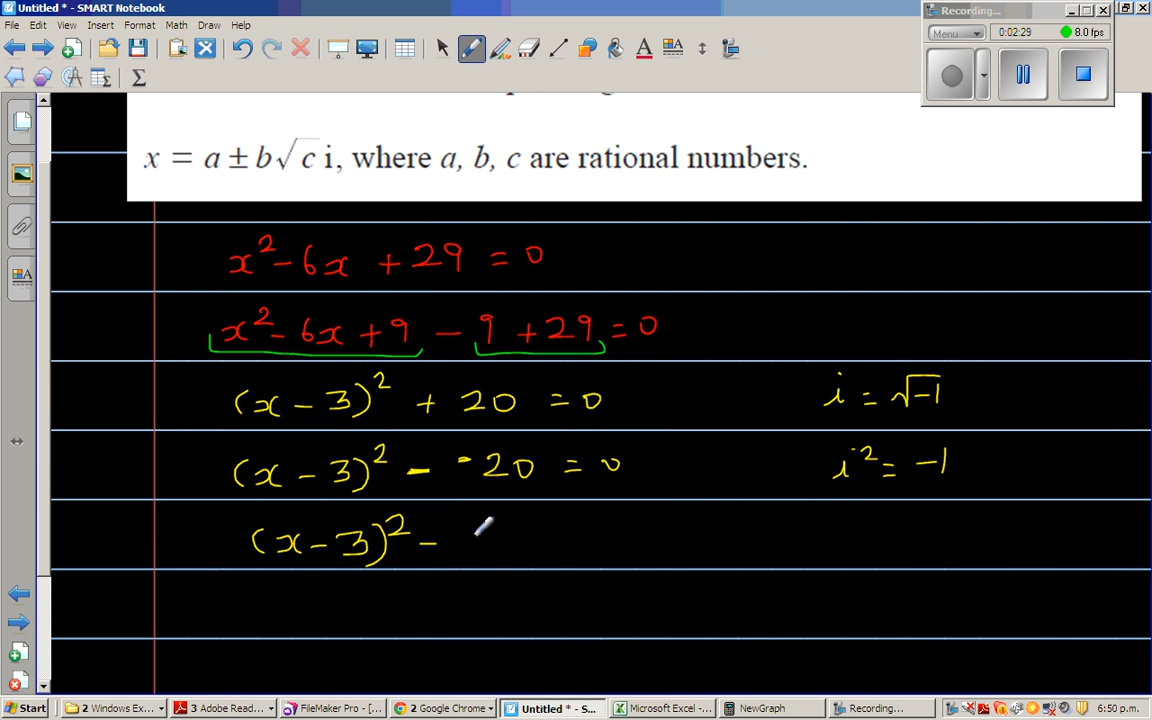 Untitled * - SMART Notebook
File Edit View Insert Format Math Draw Help
Recording...
Menu 0:02:29 8.0 fps
x = a ± b√c i, where a, b, c are rational numbers.
x² - 6x + 29 = 0
x² - 6x + 9 - 9 + 29 = 0
(x - 3)² + 20 = 0 i = √-1
(x - 3)² - -20 = 0 i² = -1
(x - 3)² -
Start 2 Windows Ex... 3 Adobe Read... FileMaker Pro - [... 2 Google Chrome Untitled * - S... Microsoft Excel -... NewGraph Recording... 6:50 p.m.